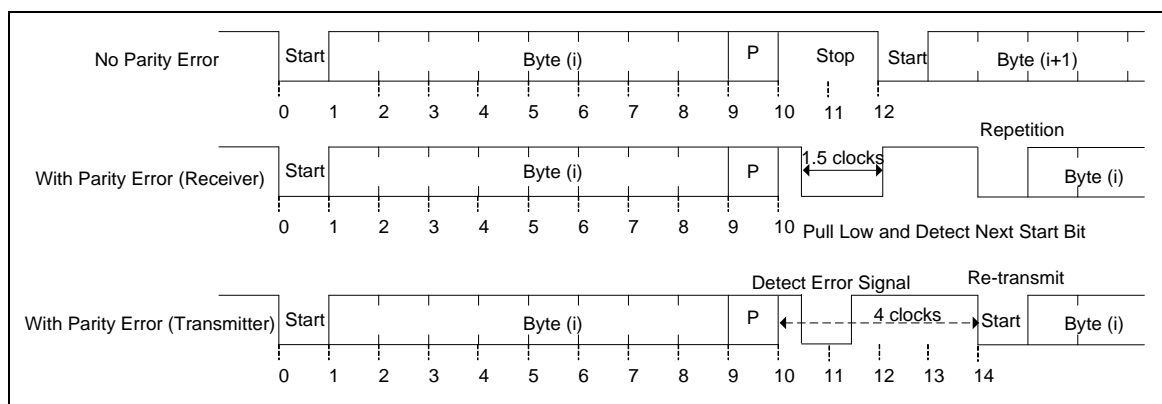 No Parity Error Start Byte (i) P Stop Start Byte (i+1)
0 1 2 3 4 5 6 7 8 9 10 11 12
Repetition
With Parity Error (Receiver) Start Byte (i) P 1.5 clocks Byte (i)
0 1 2 3 4 5 6 7 8 9 10 Pull Low and Detect Next Start Bit
Detect Error Signal Re-transmit
With Parity Error (Transmitter) Start Byte (i) P 4 clocks Start Byte (i)
0 1 2 3 4 5 6 7 8 9 10 11 12 13 14